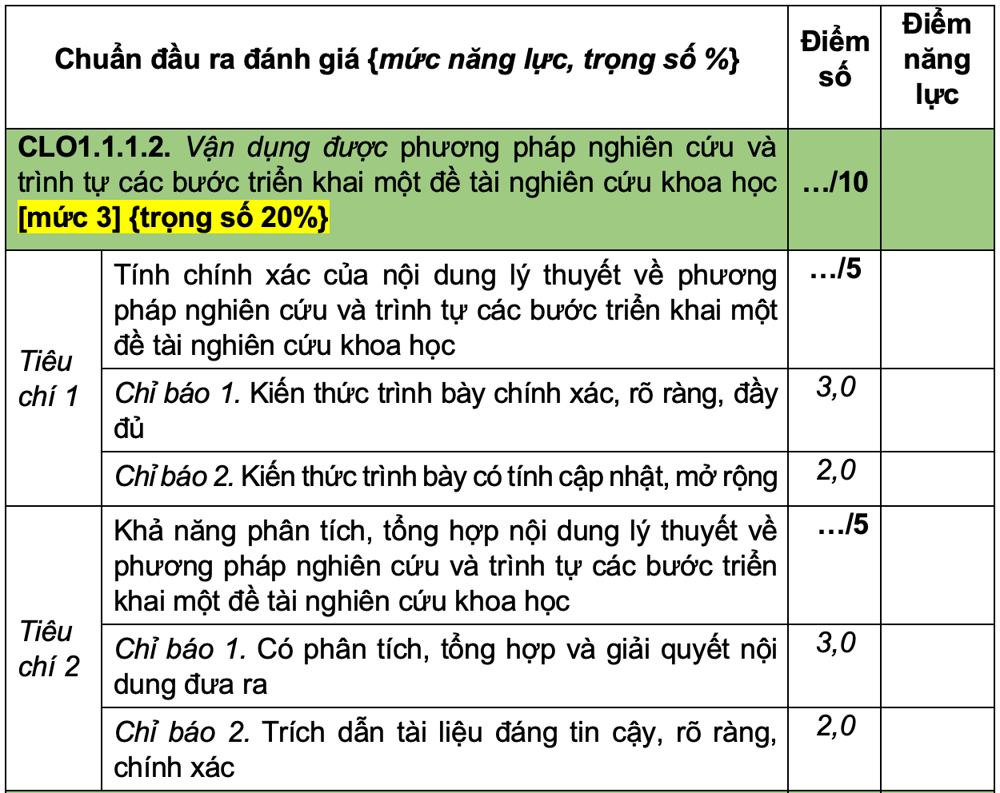 Chuẩn đầu ra đánh giá {mức năng lực, trọng số %}
Điểm
số
Điểm
năng
lực
CLO1.1.1.2. Vận dụng được phương pháp nghiên cứu và
trình tự các bước triển khai một đề tài nghiên cứu khoa học
[mức 3] {trọng số 20%}
…/10
Tiêu
chí 1
Tính chính xác của nội dung lý thuyết về phương
pháp nghiên cứu và trình tự các bước triển khai một
đề tài nghiên cứu khoa học
…/5
Chỉ báo 1. Kiến thức trình bày chính xác, rõ ràng, đầy
đủ
3,0
Chỉ báo 2. Kiến thức trình bày có tính cập nhật, mở rộng
2,0
Tiêu
chí 2
Khả năng phân tích, tổng hợp nội dung lý thuyết về
phương pháp nghiên cứu và trình tự các bước triển
khai một đề tài nghiên cứu khoa học
…/5
Chỉ báo 1. Có phân tích, tổng hợp và giải quyết nội
dung đưa ra
3,0
Chỉ báo 2. Trích dẫn tài liệu đáng tin cậy, rõ ràng,
chính xác
2,0